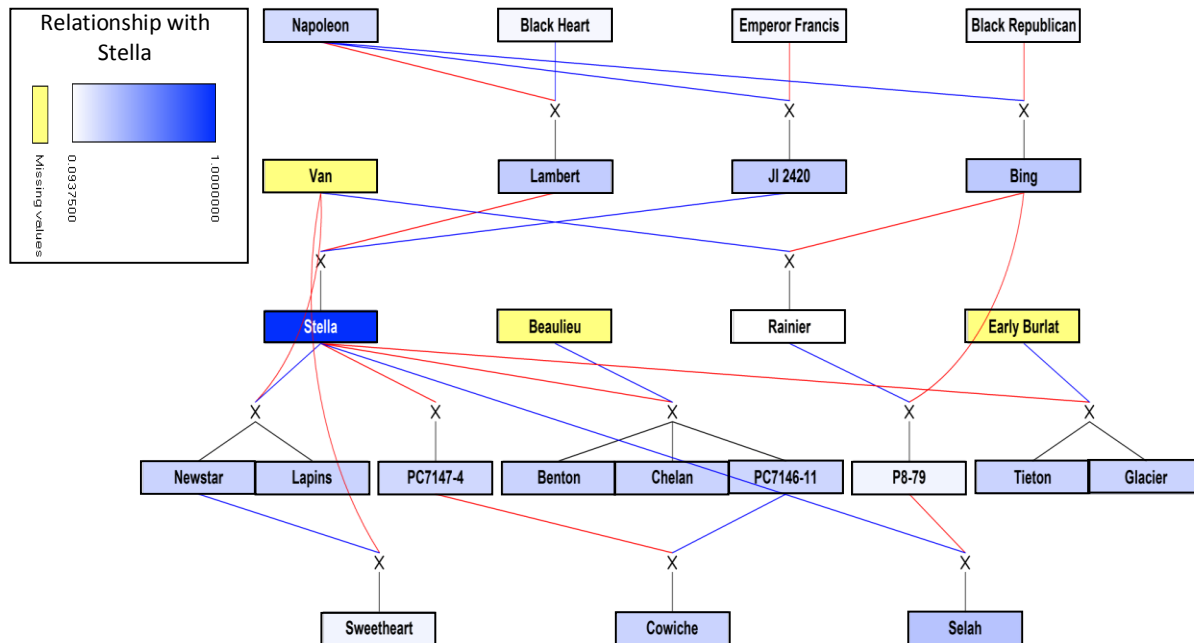 Relationship with
Stella
Missing values
0.0937500
1.0000000
Napoleon
Black Heart
Emperor Francis
Black Republican
X
X
X
Van
Lambert
JI 2420
Bing
X
X
Stella
Beaulieu
Rainier
Early Burlat
X
X
X
X
X
Newstar
Lapins
PC7147-4
Benton
Chelan
PC7146-11
P8-79
Tieton
Glacier
X
X
X
Sweetheart
Cowiche
Selah